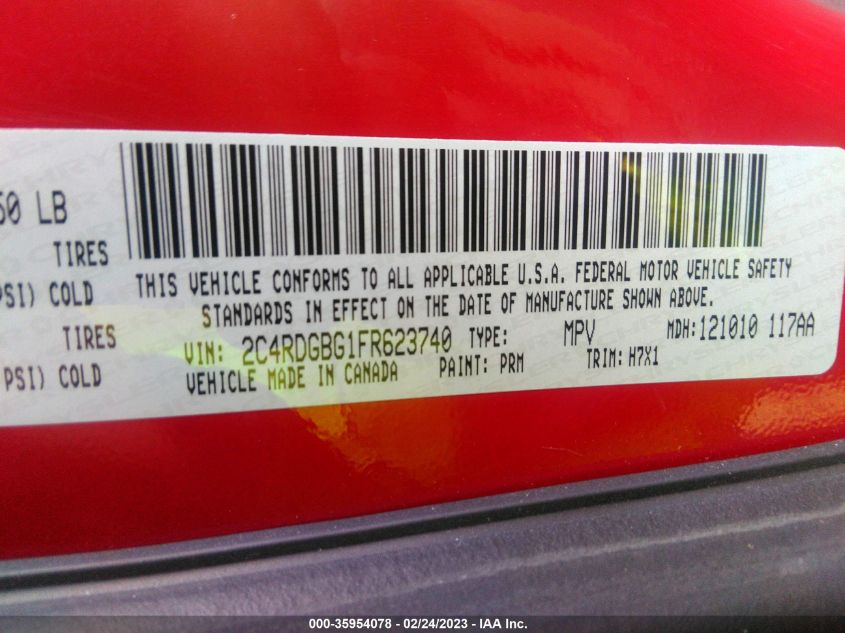 50 LB
TIRES
PSI) COLD
TIRES
PSI) COLD
THIS VEHICLE CONFORMS TO ALL APPLICABLE U.S.A. FEDERAL MOTOR VEHICLE SAFETY
STANDARDS IN EFFECT ON THE DATE OF MANUFACTURE SHOWN ABOVE.
VIN: 2C4RDGBG1FR623740 TYPE: MPV MDH:121010 117AA
VEHICLE MADE IN CANADA PAINT: PRM TRIM: H7X1
000-35954078 - 02/24/2023 - IAA Inc.